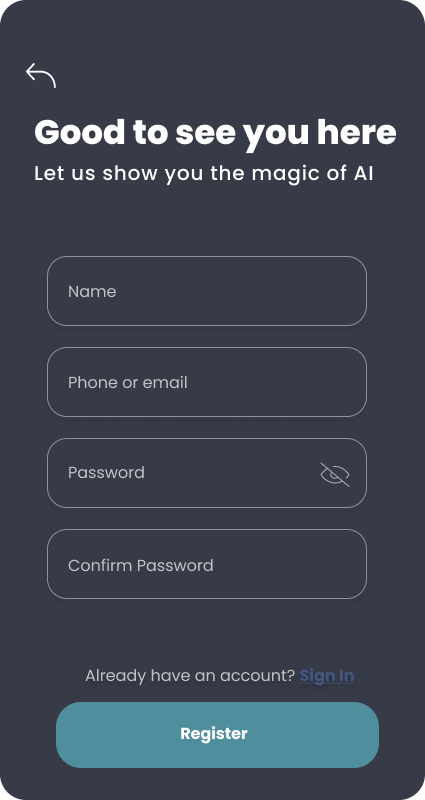 Good to see you here
Let us show you the magic of AI
Name
Phone or email
Password
Confirm Password
Already have an account? Sign In
Register